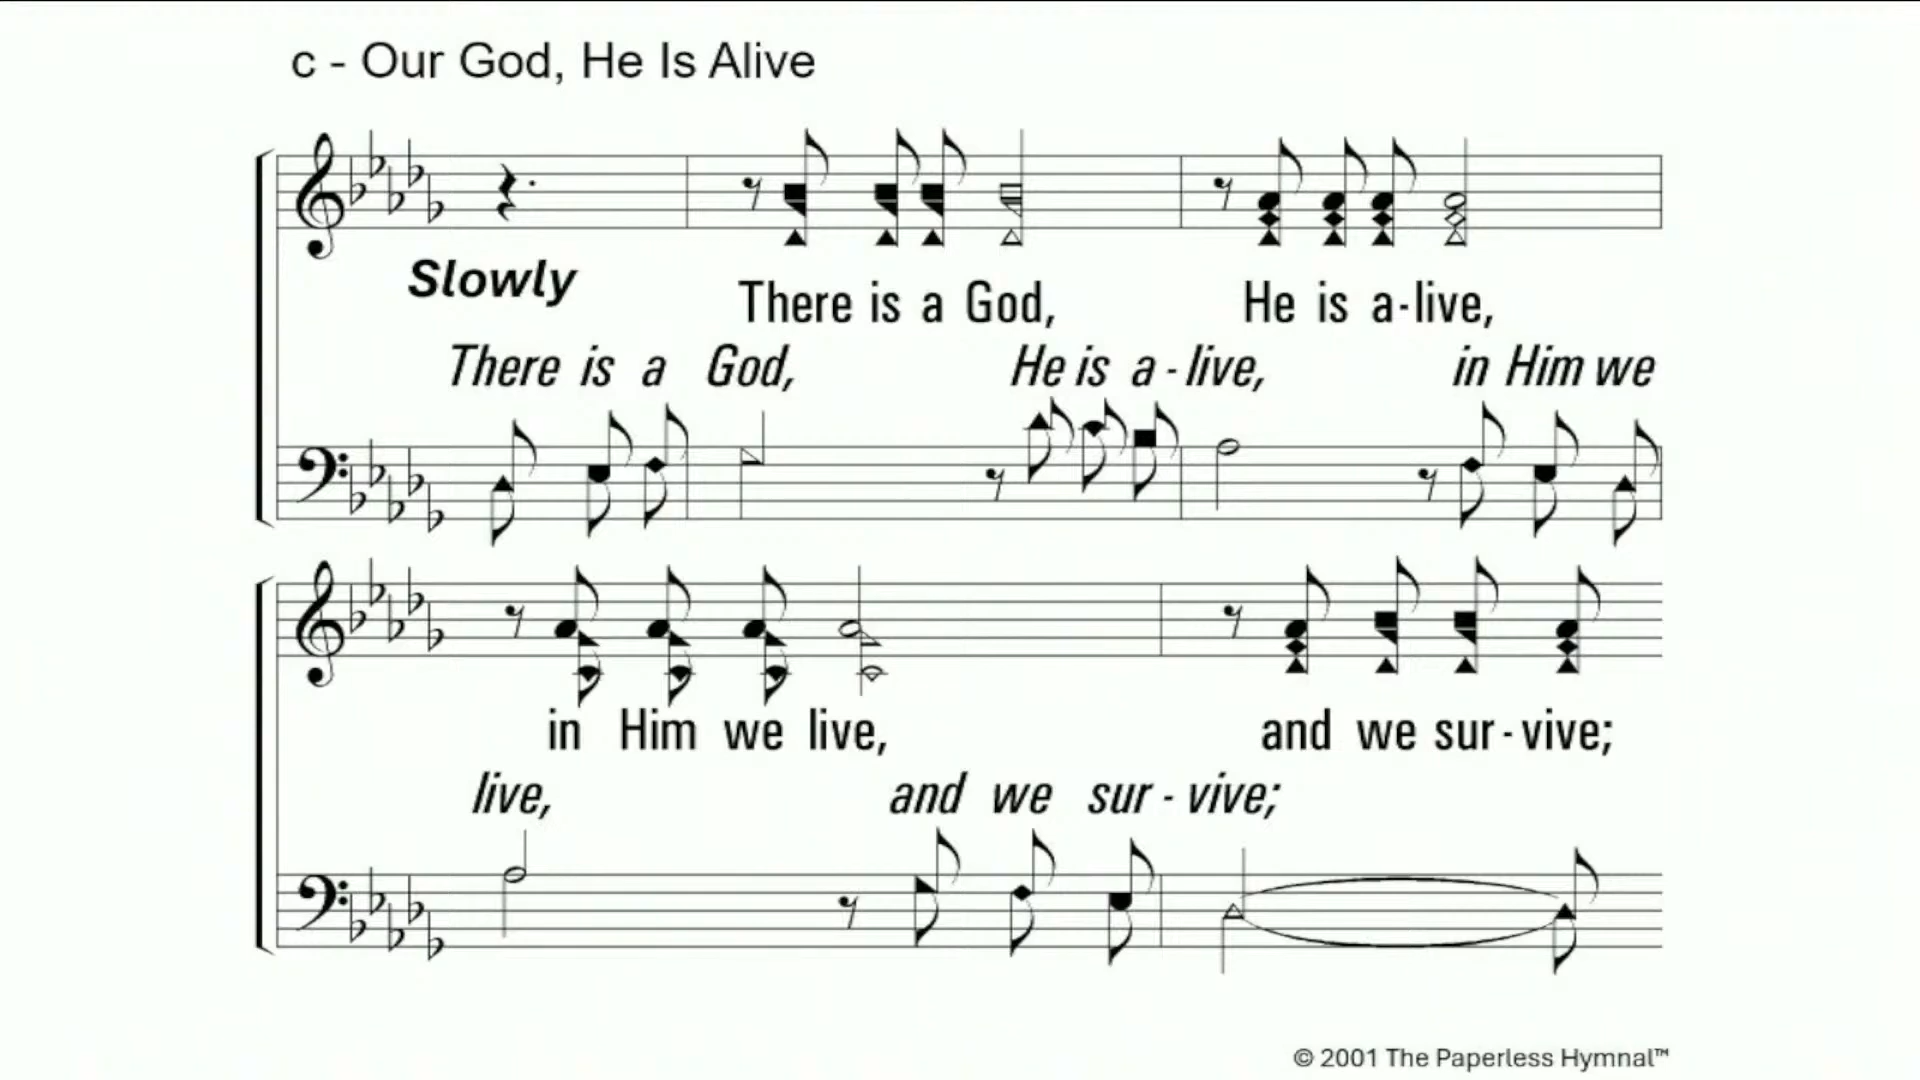 c - Our God, He Is Alive
Slowly
There is a God, He is a-live,
There is a God, He is a-live, in Him we
in Him we live, and we sur-vive;
live, and we sur-vive;
© 2001 The Paperless Hymnal™